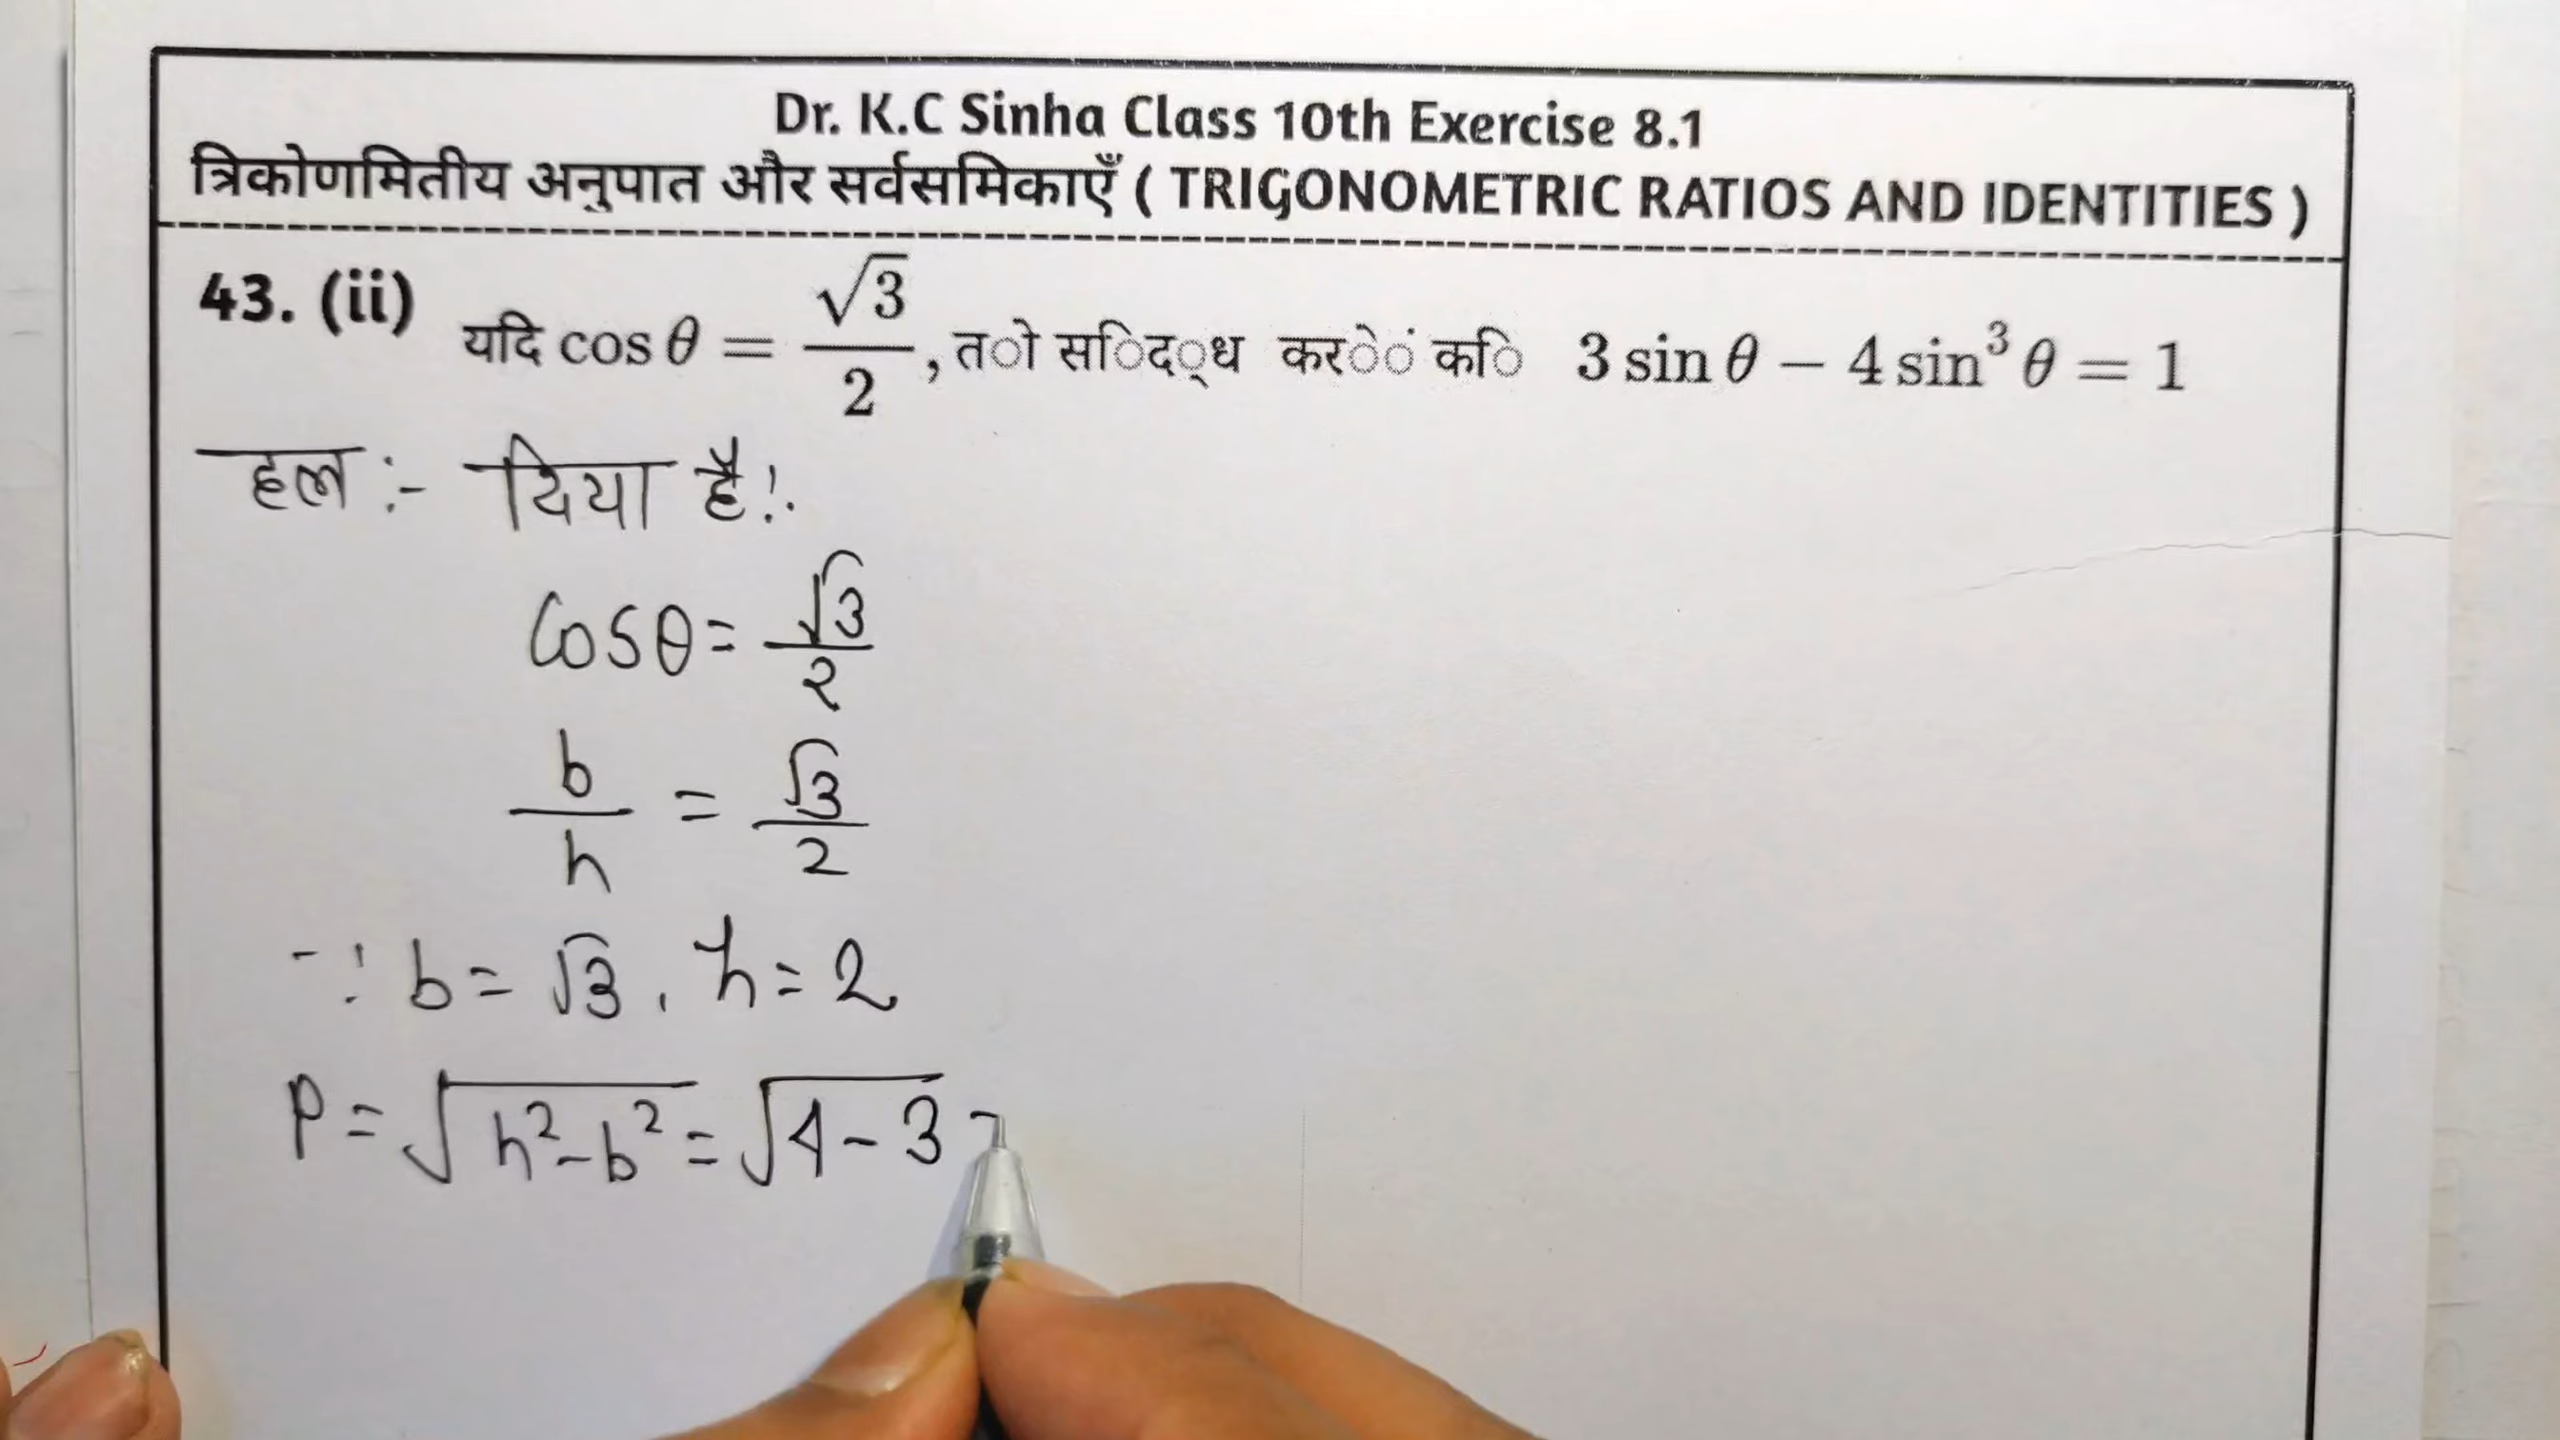 Dr. K.C Sinha Class 10th Exercise 8.1
त्रिकोणमितीय अनुपात और सर्वसमिकाएँ ( TRIGONOMETRIC RATIOS AND IDENTITIES )
43. (ii) यदि cos θ = √3/2, तो सिद्ध करें कि 3 sin θ − 4 sin³ θ = 1
हल :- दिया है :.
Cosθ = √3/2
b/h = √3/2
∵ b = √3, h = 2
P = √(h²-b²) = √(4-3) =